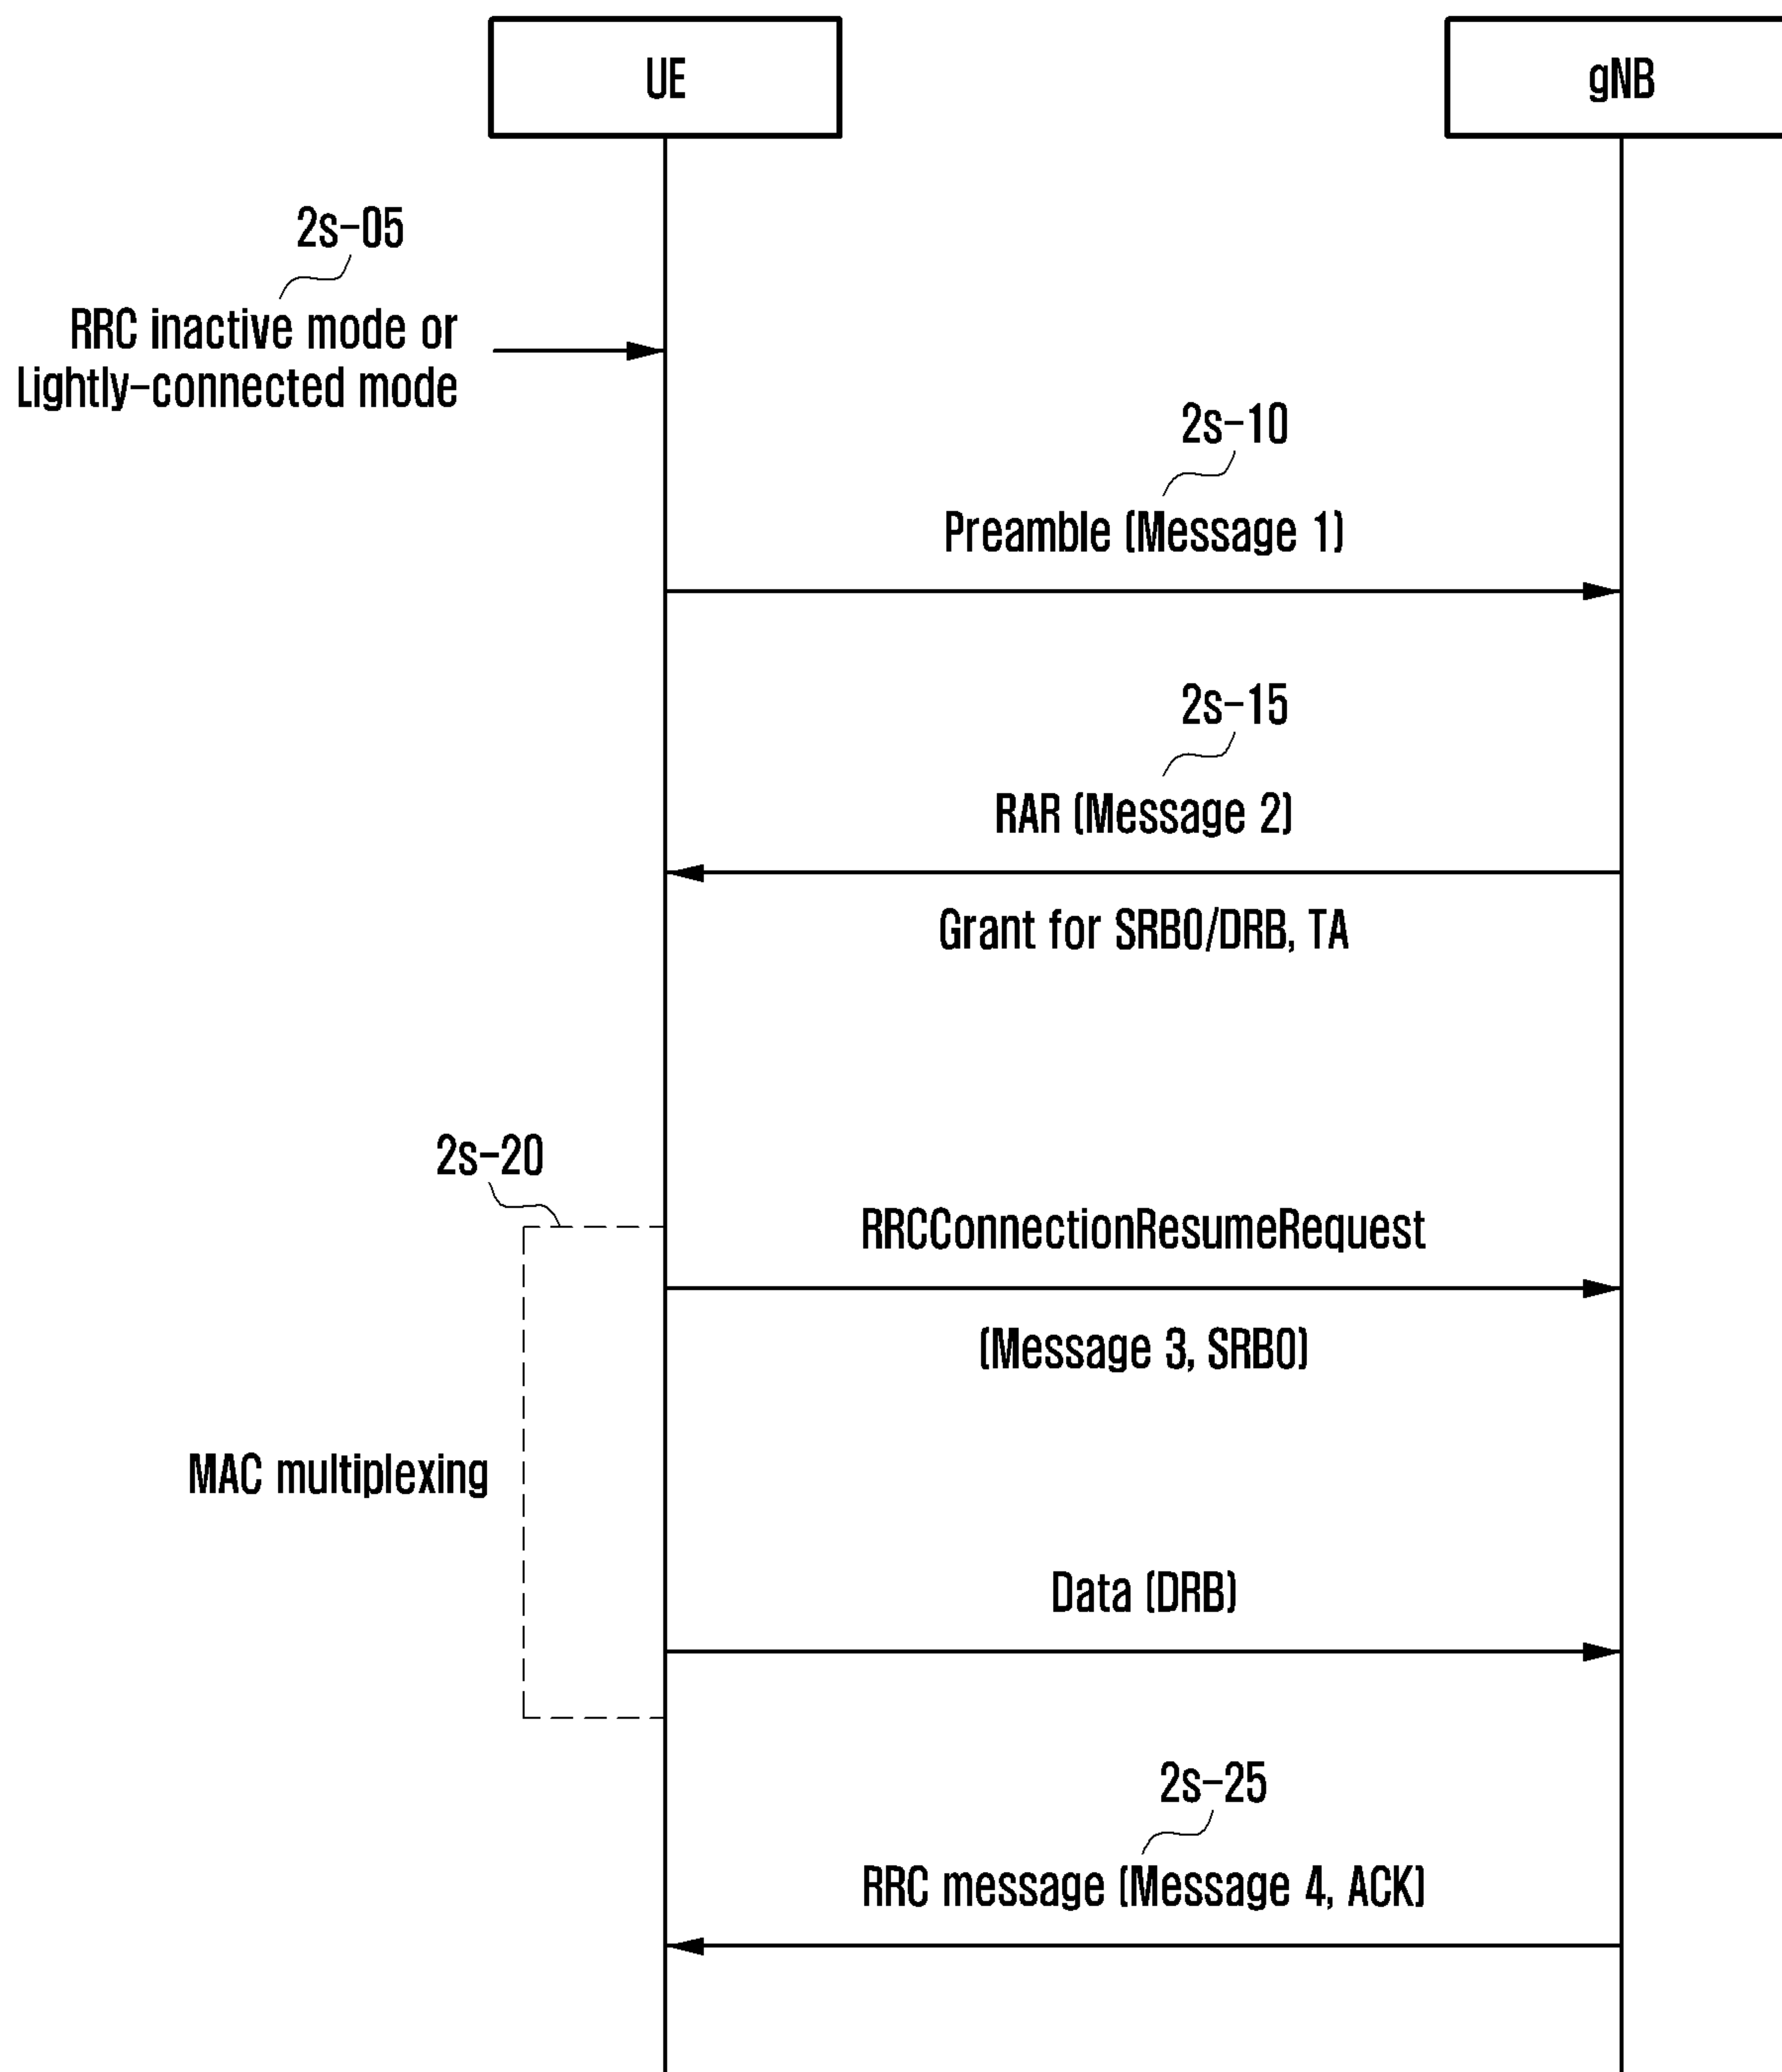 UE
gNB
2s-05
RRC inactive mode or
Lightly-connected mode
2s-10
Preamble (Message 1)
2s-15
RAR (Message 2)
Grant for SRB0/DRB, TA
2s-20
RRCConnectionResumeRequest
(Message 3, SRB0)
MAC multiplexing
Data (DRB)
2s-25
RRC message (Message 4, ACK)